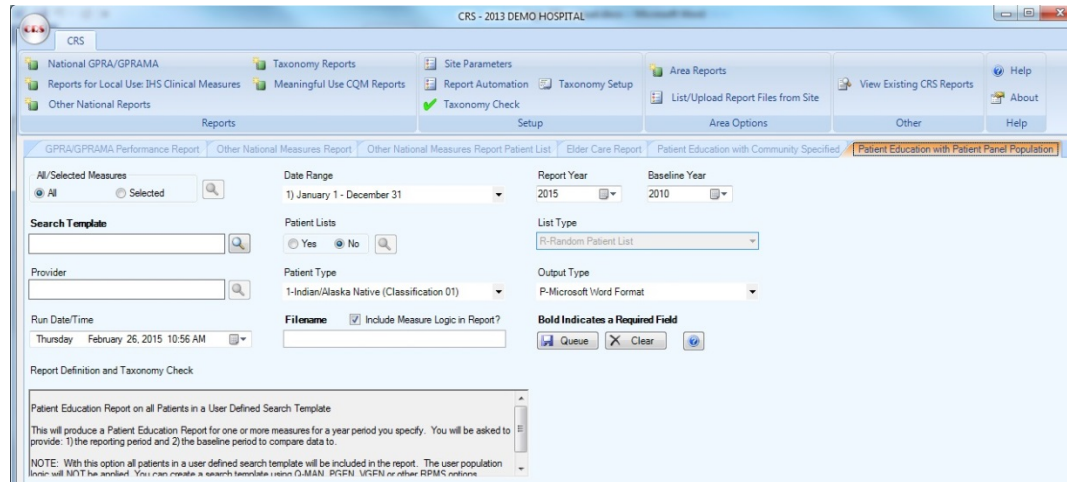 CRS - 2013 DEMO HOSPITAL
CRS
CRS
National GPRA/GPRAMA
Reports for Local Use: IHS Clinical Measures
Other National Reports
Taxonomy Reports
Meaningful Use CQM Reports
Reports
Site Parameters
Report Automation
Taxonomy Setup
Taxonomy Check
Setup
Area Reports
List/Upload Report Files from Site
Area Options
View Existing CRS Reports
Other
Help
About
Help
GPRA/GPRAMA Performance Report
Other National Measures Report
Other National Measures Report Patient List
Elder Care Report
Patient Education with Community Specified
Patient Education with Patient Panel Population
All/Selected Measures
All Selected
Date Range
1) January 1 - December 31
Report Year
2015
Baseline Year
2010
Search Template
Patient Lists
Yes No
List Type
R-Random Patient List
Provider
Patient Type
1-Indian/Alaska Native (Classification 01)
Output Type
P-Microsoft Word Format
Run Date/Time
Thursday February 26, 2015 10:56 AM
Filename
Include Measure Logic in Report?
Bold Indicates a Required Field
Queue
Clear
Report Definition and Taxonomy Check
Patient Education Report on all Patients in a User Defined Search Template
This will produce a Patient Education Report for one or more measures for a year period you specify. You will be asked to
provide: 1) the reporting period and 2) the baseline period to compare data to.
NOTE: With this option all patients in a user defined search template will be included in the report. The user population
logic will NOT be applied. You can create a search template using Q-MAN, PGEN, VGEN or other RPMS options.